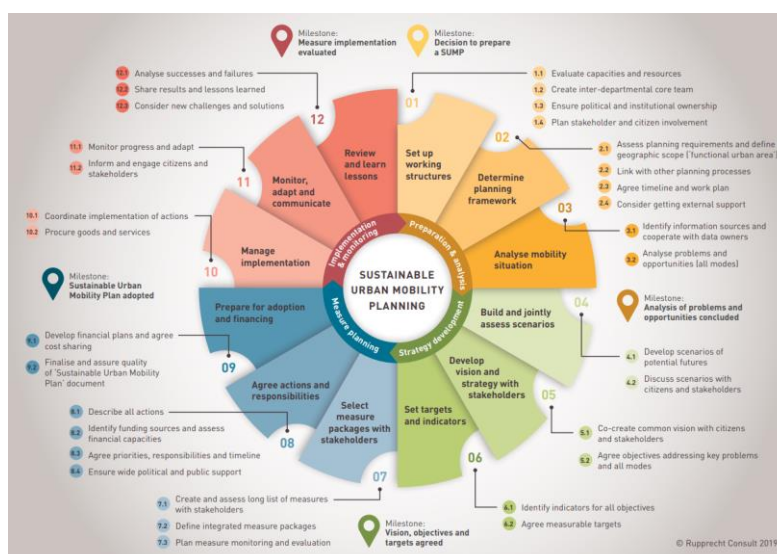 Milestone:
Measure implementation
evaluated
Milestone:
Decision to prepare
a SUMP
12.1 Analyse successes and failures
12.2 Share results and lessons learned
12.3 Consider new challenges and solutions
11.1 Monitor progress and adapt
11.2 Inform and engage citizens and
stakeholders
10.1 Coordinate implementation of actions
10.2 Procure goods and services
Milestone:
Sustainable Urban
Mobility Plan adopted
9.1 Develop financial plans and agree
cost sharing
9.2 Finalise and assure quality
of 'Sustainable Urban Mobility
Plan' document
8.1 Describe all actions
8.2 Identify funding sources and assess
financial capacities
8.3 Agree priorities, responsibilities and timeline
8.4 Ensure wide political and public support
7.1 Create and assess long list of measures
with stakeholders
7.2 Define integrated measure packages
7.3 Plan measure monitoring and evaluation
Milestone:
Vision, objectives and
targets agreed
1.1 Evaluate capacities and resources
1.2 Create inter-departmental core team
1.3 Ensure political and institutional ownership
1.4 Plan stakeholder and citizen involvement
2.1 Assess planning requirements and define
geographic scope ('functional urban area')
2.2 Link with other planning processes
2.3 Agree timeline and work plan
2.4 Consider getting external support
3.1 Identify information sources and
cooperate with data owners
3.2 Analyse problems and
opportunities (all modes)
Milestone:
Analysis of problems and
opportunities concluded
4.1 Develop scenarios of
potential futures
4.2 Discuss scenarios with
citizens and stakeholders
5.1 Co-create common vision with citizens
and stakeholders
5.2 Agree objectives addressing key problems
and all modes
6.1 Identify indicators for all objectives
6.2 Agree measurable targets
01
Set up
working
structures
02
Determine
planning
framework
03
Analyse mobility
situation
04
Build and jointly
assess scenarios
05
Develop
vision and
strategy with
stakeholders
06
Set targets
and indicators
07
Select
measure
packages with
stakeholders
08
Agree actions and
responsibilities
09
Prepare for adoption
and financing
10
Manage
implementation
11
Monitor,
adapt and
communicate
12
Review
and learn
lessons
Preparation & analysis
Strategy development
Measure planning
Implementation
& monitoring
SUSTAINABLE
URBAN MOBILITY
PLANNING
© Rupprecht Consult 2019